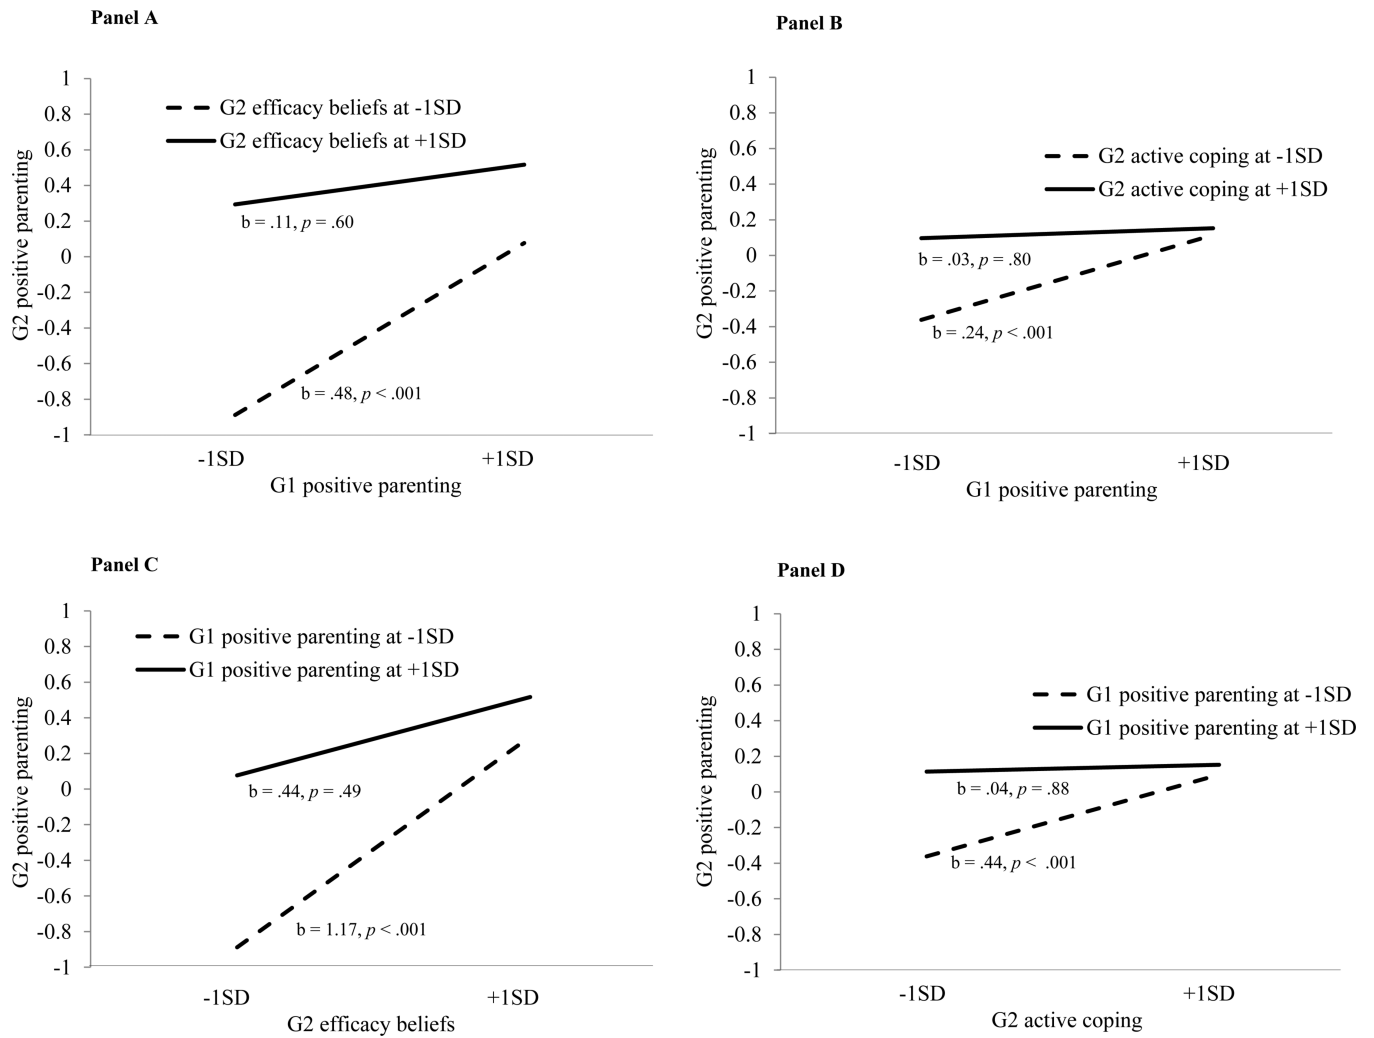 Panel A
G2 positive parenting
1
0.8
0.6
0.4
0.2
0
-0.2
-0.4
-0.6
-0.8
-1
G2 efficacy beliefs at -1SD
G2 efficacy beliefs at +1SD
b = .11, p = .60
b = .48, p < .001
-1SD
+1SD
G1 positive parenting
Panel B
G2 positive parenting
1
0.8
0.6
0.4
0.2
0
-0.2
-0.4
-0.6
-0.8
-1
G2 active coping at -1SD
G2 active coping at +1SD
b = .03, p = .80
b = .24, p < .001
-1SD
+1SD
G1 positive parenting
Panel C
G2 positive parenting
1
0.8
0.6
0.4
0.2
0
-0.2
-0.4
-0.6
-0.8
-1
G1 positive parenting at -1SD
G1 positive parenting at +1SD
b = .44, p = .49
b = 1.17, p < .001
-1SD
+1SD
G2 efficacy beliefs
Panel D
G2 positive parenting
1
0.8
0.6
0.4
0.2
0
-0.2
-0.4
-0.6
-0.8
-1
G1 positive parenting at -1SD
G1 positive parenting at +1SD
b = .04, p = .88
b = .44, p < .001
-1SD
+1SD
G2 active coping